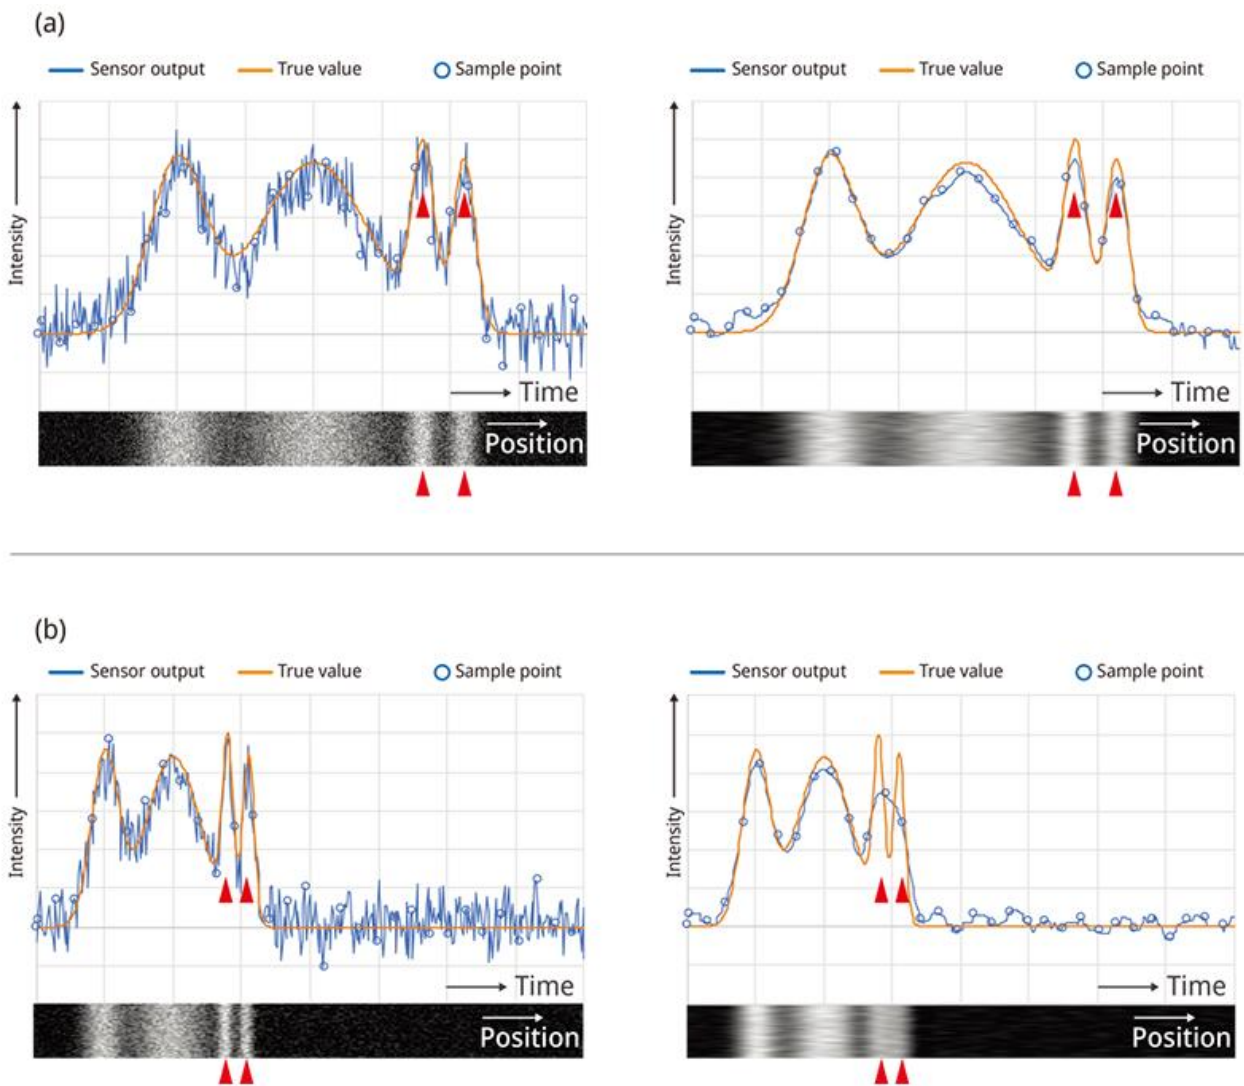 (a)
Sensor output True value Sample point
Intensity
Time
Position
Sensor output True value Sample point
Intensity
Time
Position
(b)
Sensor output True value Sample point
Intensity
Time
Position
Sensor output True value Sample point
Intensity
Time
Position